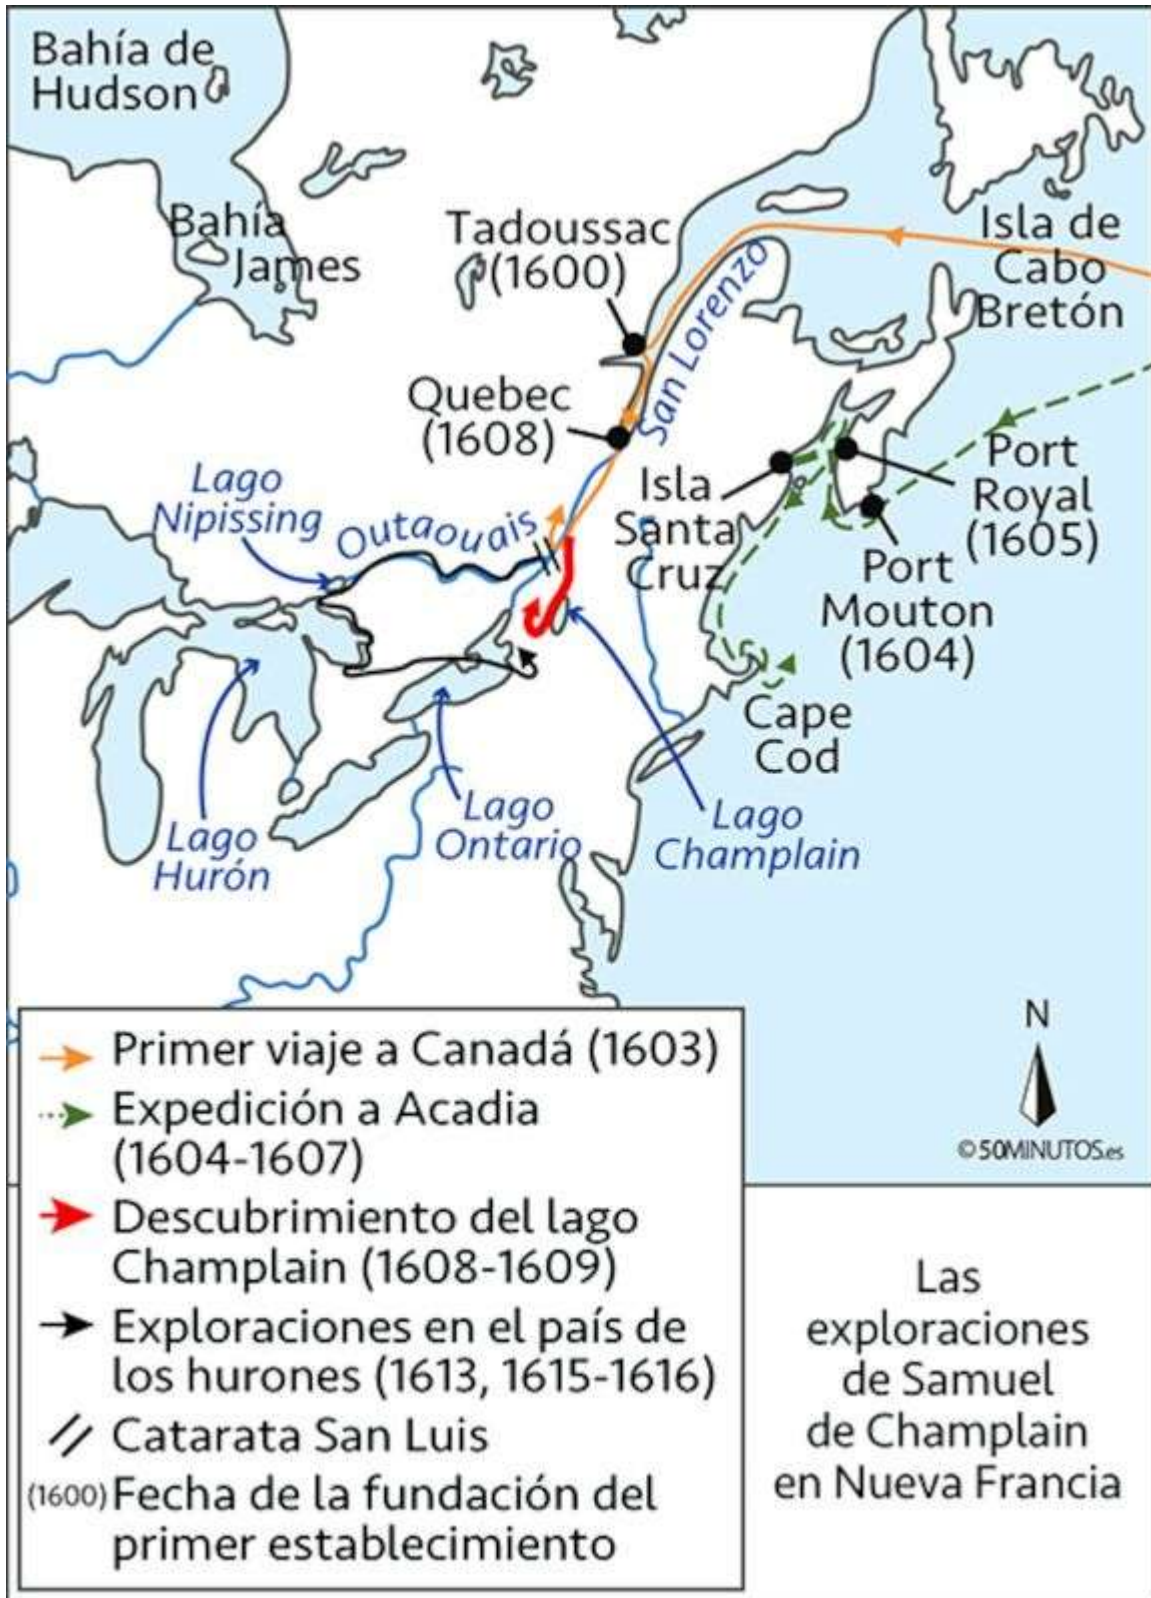 Bahía de
Hudson
Bahía
James
Tadoussac
(1600)
Isla de
Cabo
Bretón
San Lorenzo
Quebec
(1608)
Lago
Nipissing
Outaouais
Isla
Santa
Cruz
Port
Royal
(1605)
Port
Mouton
(1604)
Cape
Cod
Lago
Hurón
Lago
Ontario
Lago
Champlain
N
© 50MINUTOS.es
Primer viaje a Canadá (1603)
Expedición a Acadia
(1604-1607)
Descubrimiento del lago
Champlain (1608-1609)
Exploraciones en el país de
los hurones (1613, 1615-1616)
Catarata San Luis
(1600) Fecha de la fundación del
primer establecimiento
Las
exploraciones
de Samuel
de Champlain
en Nueva Francia